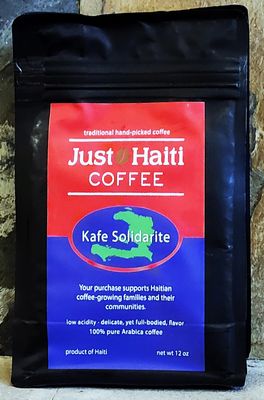 traditional hand-picked coffee
Just Haiti
COFFEE
Kafe Solidarite
Your purchase supports Haitian
coffee-growing families and their
communities.
low acidity - delicate, yet full-bodied, flavor
100% pure Arabica coffee
product of Haiti net wt 12 oz